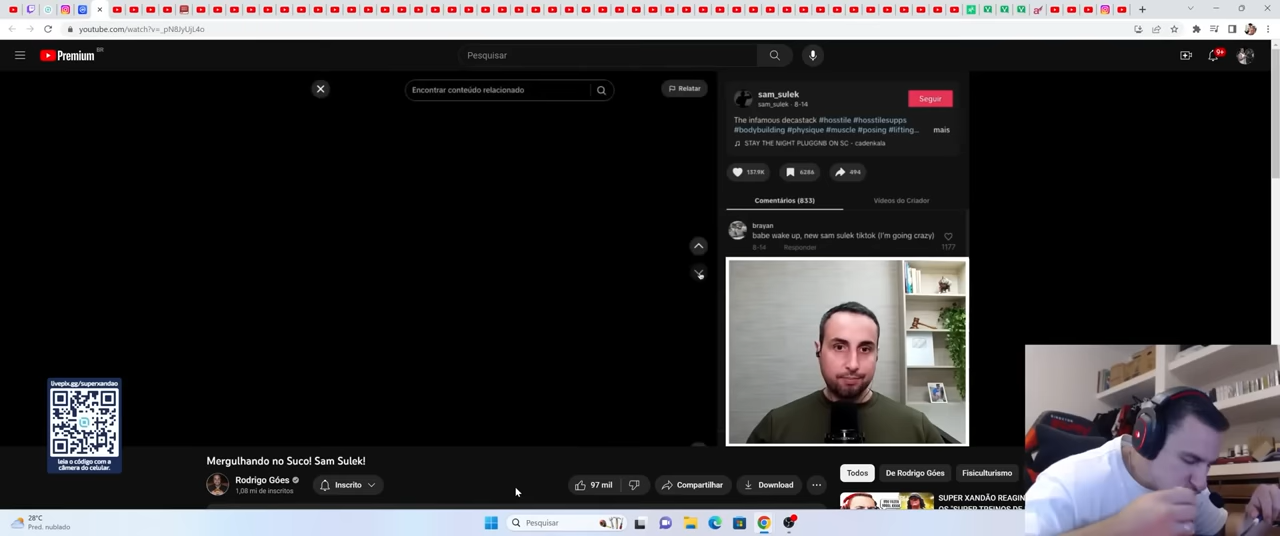 youtube.com/watch?v=_pN8JyUjL4o
Premium
BR
Pesquisar
9+
Encontrar conteúdo relacionado
Relatar
sam_sulek
sam_sulek · 8-14
Seguir
The infamous decastack #hosstile #hosstilesupps
#bodybuilding #physique #muscle #posing #lifting...
mais
STAY THE NIGHT PLUGGNB ON SC - cadenkala
137.9K
6286
494
Comentários (833)
Vídeos do Criador
brayan
babe wake up, new sam sulek tiktok (I'm going crazy)
8-14
Responder
1177
livepix.gg/superxandao
leia o código com a
câmera do celular.
Mergulhando no Suco! Sam Sulek!
Rodrigo Góes
1,08 mi de inscritos
Inscrito
97 mil
Compartilhar
Download
Todos
De Rodrigo Góes
Fisiculturismo
SUPER XANDÃO REAGIN
OS "SUPER TREINOS DE
28°C
Pred. nublado
Pesquisar